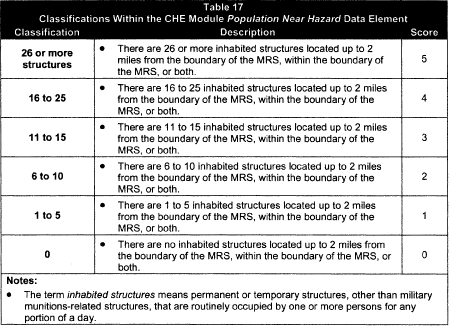 Table 17
Classifications Within the CHE Module Population Near Hazard Data Element
Classification Description Score
26 or more
structures
• There are 26 or more inhabited structures located up to 2
miles from the boundary of the MRS, within the boundary of
the MRS, or both.
5
16 to 25
• There are 16 to 25 inhabited structures located up to 2 miles
from the boundary of the MRS, within the boundary of the
MRS, or both.
4
11 to 15
• There are 11 to 15 inhabited structures located up to 2 miles
from the boundary of the MRS, within the boundary of the
MRS, or both.
3
6 to 10
• There are 6 to 10 inhabited structures located up to 2 miles
from the boundary of the MRS, within the boundary of the
MRS, or both.
2
1 to 5
• There are 1 to 5 inhabited structures located up to 2 miles
from the boundary of the MRS, within the boundary of the
MRS, or both.
1
0
• There are no inhabited structures located up to 2 miles from
the boundary of the MRS, within the boundary of the MRS, or
both.
0
Notes:
• The term inhabited structures means permanent or temporary structures, other than military
munitions-related structures, that are routinely occupied by one or more persons for any
portion of a day.